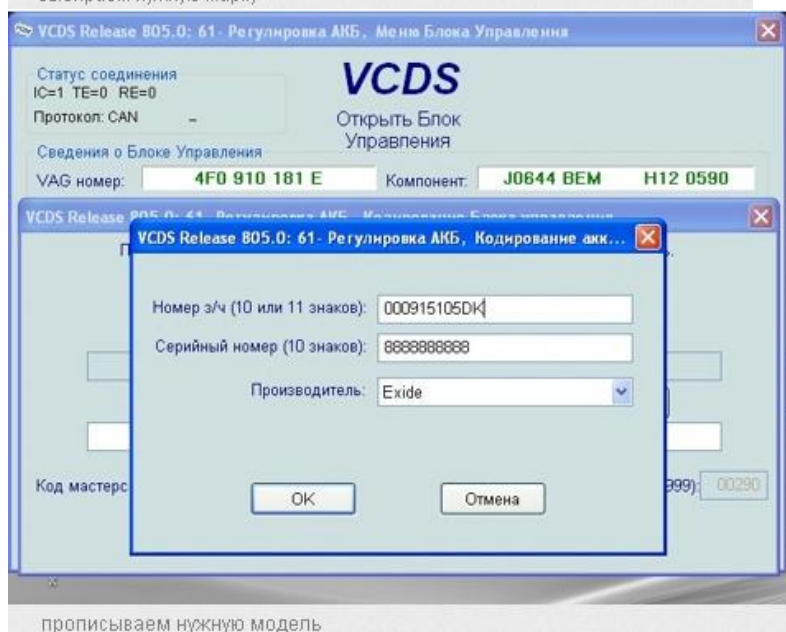 VCDS Release 805.0: 61- Регулировка АКБ, Меню Блока Управления
Статус соединения
IC=1 TE=0 RE=0
Протокол: CAN
VCDS
Открыть Блок
Управления
Сведения о Блоке Управления
VAG номер: 4F0 910 181 E Компонент: J0644 BEM H12 0590
VCDS Release
VCDS Release 805.0: 61- Регулировка АКБ, Кодирование акк...
Номер з/ч (10 или 11 знаков): 000915105DK
Серийный номер (10 знаков): 8888888888
Производитель: Exide
Код мастерс 999): 00290
OK Отмена
прописываем нужную модель